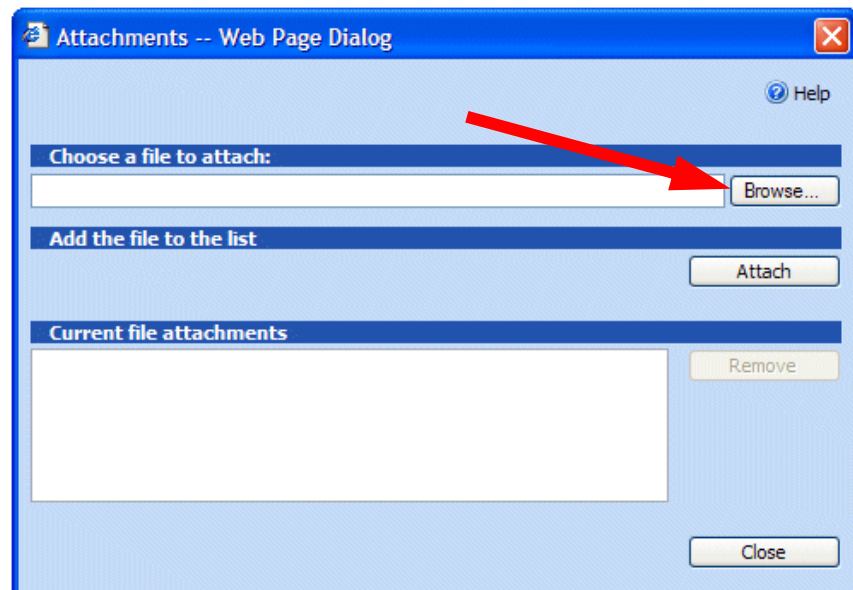 Attachments -- Web Page Dialog
Help
Choose a file to attach:
Browse...
Add the file to the list
Attach
Current file attachments
Remove
Close